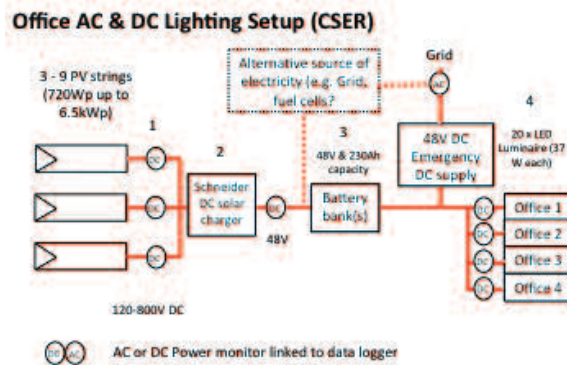 Office AC & DC Lighting Setup (CSER)
3 - 9 PV strings
(720Wp up to
6.5kWp)
Alternative source of
electricity (e.g. Grid,
fuel cells?
Grid
AC
1
2
3
4
48V & 230Ah
capacity
48V DC
Emergency
DC supply
20 x LED
Luminaire (37
W each)
DC
DC
DC
Schneider
DC solar
charger
DC
48V
Battery
bank(s)
DC
Office 1
DC
Office 2
DC
Office 3
DC
Office 4
120-800V DC
DC AC AC or DC Power monitor linked to data logger